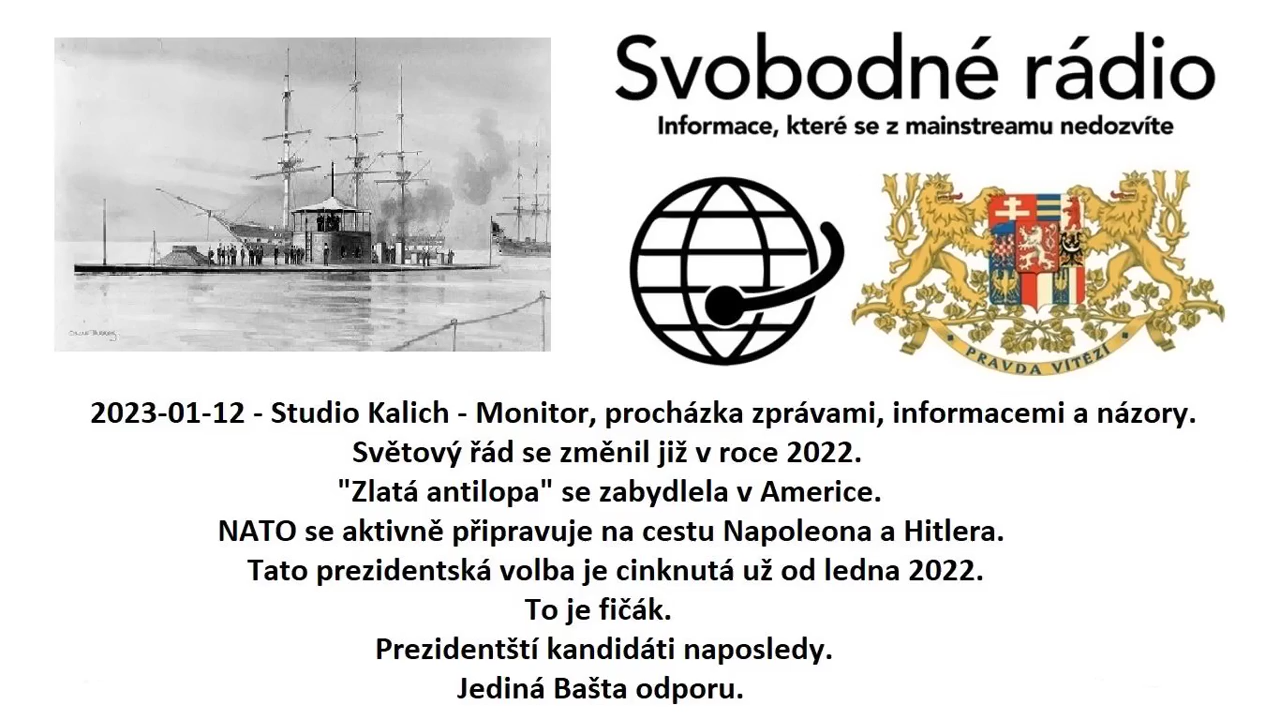 Svobodné rádio
Informace, které se z mainstreamu nedozvíte
PRAVDA VÍTĚZÍ
2023-01-12 - Studio Kalich - Monitor, procházka zprávami, informacemi a názory.
Světový řád se změnil již v roce 2022.
"Zlatá antilopa" se zabydlela v Americe.
NATO se aktivně připravuje na cestu Napoleona a Hitlera.
Tato prezidentská volba je cinknutá už od ledna 2022.
To je fičák.
Prezidentští kandidáti naposledy.
Jediná Bašta odporu.